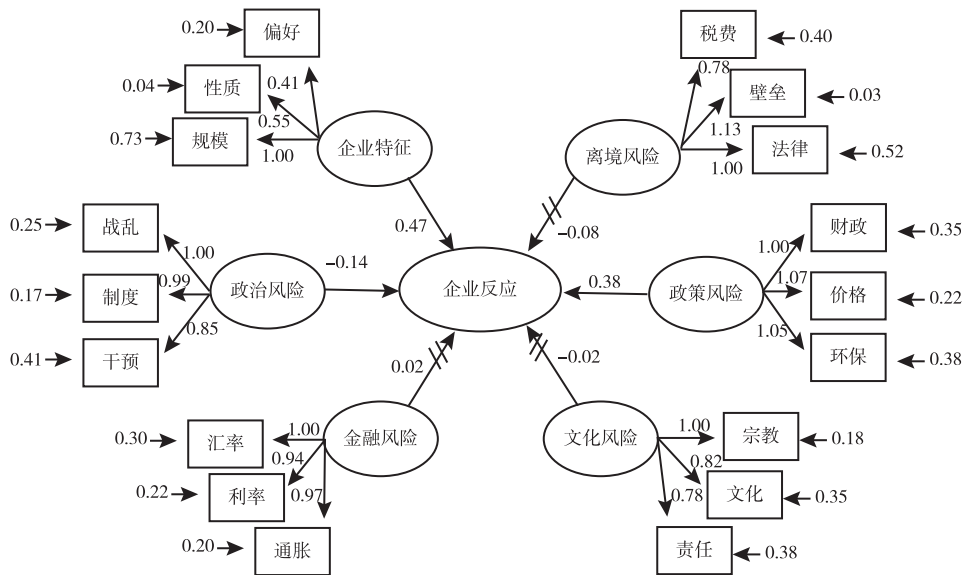 0.20
偏好
税费
0.40
0.04
性质
0.41
0.78
壁垒
0.03
0.73
规模
0.55
1.00
企业特征
离境风险
1.13
1.00
法律
0.52
0.47
-0.08
0.25
战乱
1.00
-0.14
财政
0.35
1.00
0.17
制度
0.99
政治风险
企业反应
0.38
政策风险
1.07
价格
0.22
0.85
1.05
0.41
干预
环保
0.38
0.02
-0.02
0.30
汇率
1.00
金融风险
文化风险
1.00
宗教
0.18
0.94
0.82
0.22
利率
0.97
0.78
文化
0.35
0.20
通胀
责任
0.38